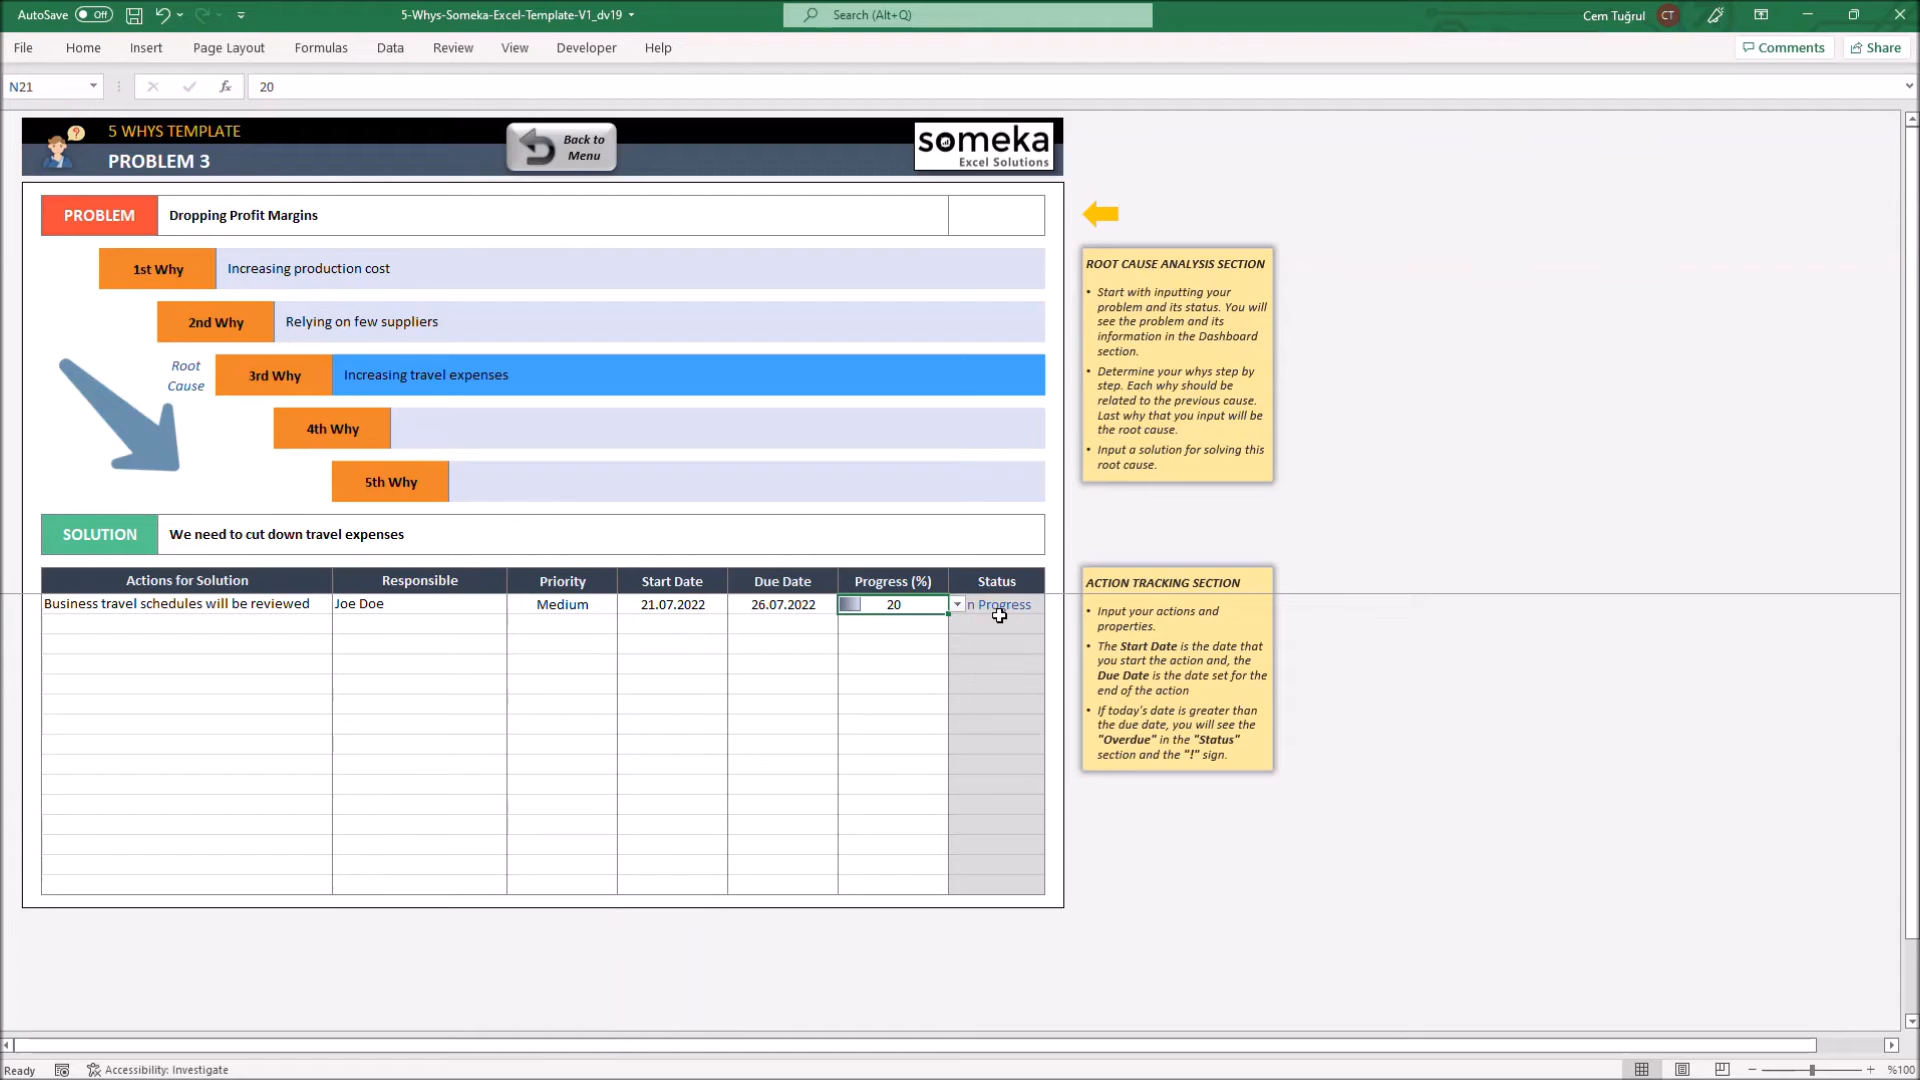 AutoSave Off 5-Whys-Someka-Excel-Template-V1_dv19 Search (Alt+Q) Cem Tuğrul CT
File Home Insert Page Layout Formulas Data Review View Developer Help Comments Share
N21 fx 20
5 WHYS TEMPLATE
PROBLEM 3
Back to
Menu
someka
Excel Solutions
PROBLEM Dropping Profit Margins
1st Why Increasing production cost
2nd Why Relying on few suppliers
Root
Cause
3rd Why Increasing travel expenses
4th Why
5th Why
SOLUTION We need to cut down travel expenses
Actions for Solution Responsible Priority Start Date Due Date Progress (%) Status
Business travel schedules will be reviewed Joe Doe Medium 21.07.2022 26.07.2022 20 n Progress
ROOT CAUSE ANALYSIS SECTION
• Start with inputting your
problem and its status. You will
see the problem and its
information in the Dashboard
section.
• Determine your whys step by
step. Each why should be
related to the previous cause.
Last why that you input will be
the root cause.
• Input a solution for solving this
root cause.
ACTION TRACKING SECTION
• Input your actions and
properties.
• The Start Date is the date that
you start the action and, the
Due Date is the date set for the
end of the action
• If today's date is greater than
the due date, you will see the
"Overdue" in the "Status"
section and the "!" sign.
Ready Accessibility: Investigate %100